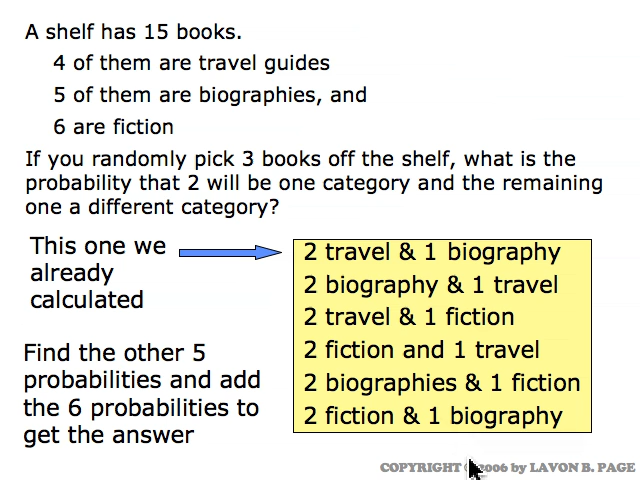 A shelf has 15 books.
4 of them are travel guides
5 of them are biographies, and
6 are fiction
If you randomly pick 3 books off the shelf, what is the
probability that 2 will be one category and the remaining
one a different category?
This one we
already
calculated
2 travel & 1 biography
2 biography & 1 travel
2 travel & 1 fiction
2 fiction and 1 travel
2 biographies & 1 fiction
2 fiction & 1 biography
Find the other 5
probabilities and add
the 6 probabilities to
get the answer
COPYRIGHT © 2006 by LAVON B. PAGE